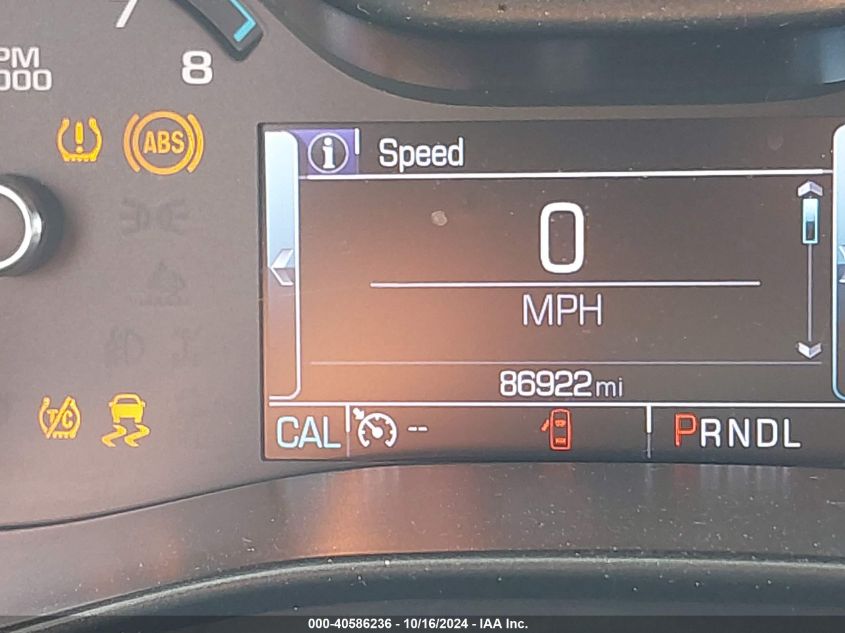 7
8
PM
000
ABS
i Speed
0
MPH
86922 mi
T/C
CAL -- PRNDL
000-40586236 - 10/16/2024 - IAA Inc.